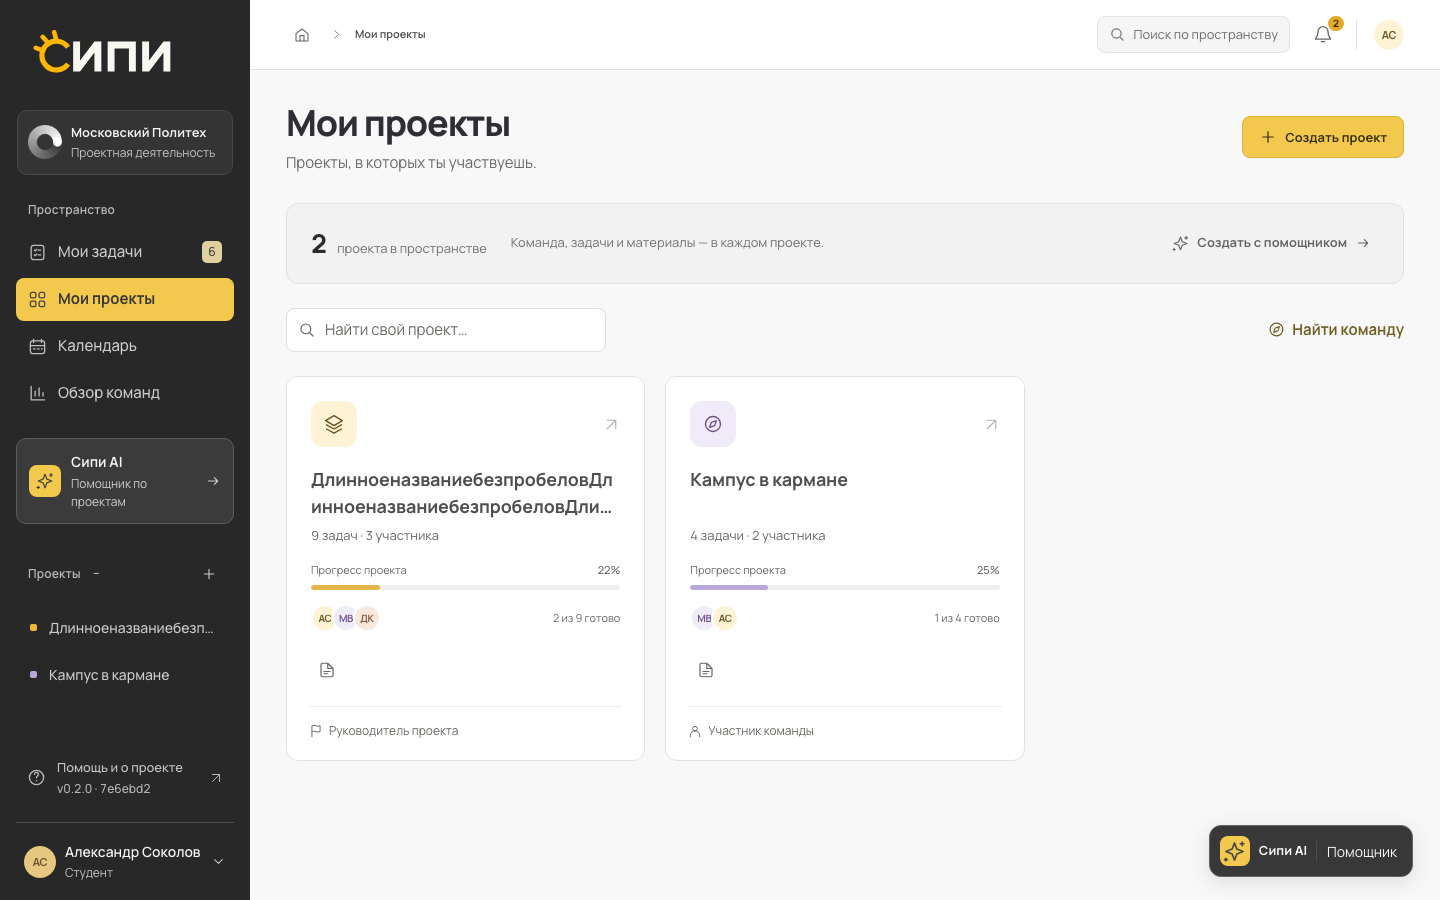 Сипи
Московский Политех
Проектная деятельность
Пространство
Мои задачи
6
Мои проекты
Календарь
Обзор команд
Сипи AI
Помощник по
проектам
Проекты
Длинноеназваниебезп…
Кампус в кармане
Помощь и о проекте
v0.2.0 · 7e6ebd2
АС
Александр Соколов
Студент
Мои проекты
Поиск по пространству
2
АС
Мои проекты
Проекты, в которых ты участвуешь.
Создать проект
2 проекта в пространстве
Команда, задачи и материалы — в каждом проекте.
Создать с помощником
Найти свой проект…
Найти команду
ДлинноеназваниебезпробеловДл
инноеназваниебезпробеловДли…
9 задач · 3 участника
Прогресс проекта
22%
АС МВ ДК
2 из 9 готово
Руководитель проекта
Кампус в кармане
4 задачи · 2 участника
Прогресс проекта
25%
МВ АС
1 из 4 готово
Участник команды
Сипи AI
Помощник